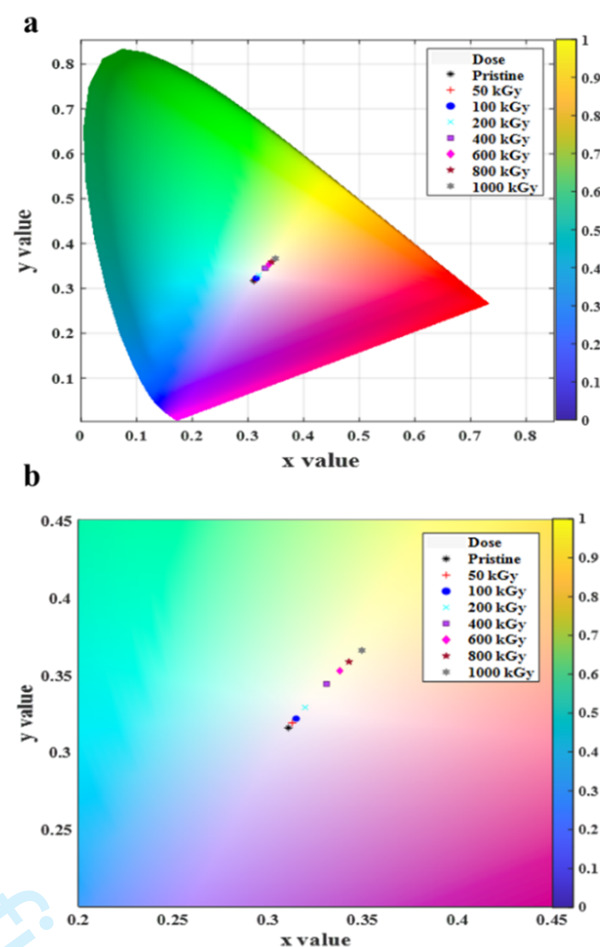 a
0.8
0.7
0.6
0.5
0.4
0.3
0.2
0.1
y value
0 0.1 0.2 0.3 0.4 0.5 0.6 0.7 0.8
x value
Dose
Pristine
50 kGy
100 kGy
200 kGy
400 kGy
600 kGy
800 kGy
1000 kGy
1
0.9
0.8
0.7
0.6
0.5
0.4
0.3
0.2
0.1
0
b
0.45
0.4
0.35
0.3
0.25
y value
0.2 0.25 0.3 0.35 0.4 0.45
x value
Dose
Pristine
50 kGy
100 kGy
200 kGy
400 kGy
600 kGy
800 kGy
1000 kGy
1
0.9
0.8
0.7
0.6
0.5
0.4
0.3
0.2
0.1
0